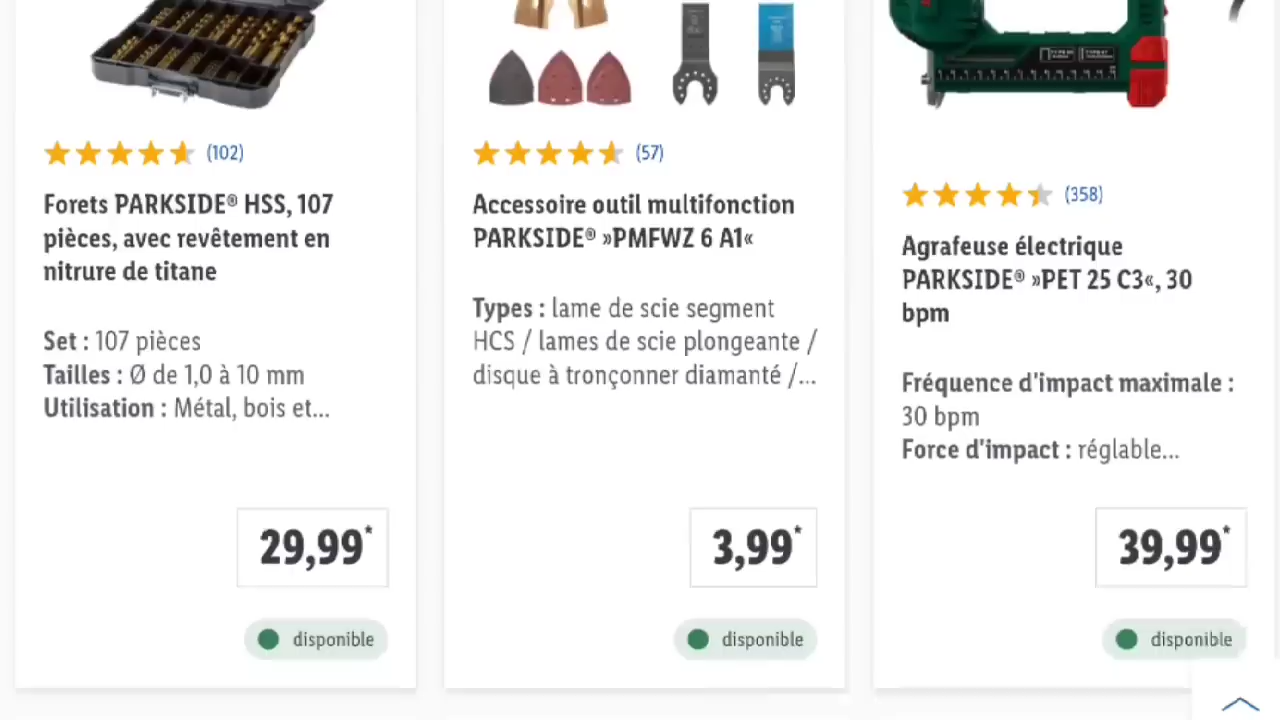 (102)
Forets PARKSIDE® HSS, 107
pièces, avec revêtement en
nitrure de titane
Set : 107 pièces
Tailles : Ø de 1,0 à 10 mm
Utilisation : Métal, bois et...
29,99*
disponible
(57)
Accessoire outil multifonction
PARKSIDE® »PMFWZ 6 A1«
Types : lame de scie segment
HCS / lames de scie plongeante /
disque à tronçonner diamanté /...
3,99*
disponible
(358)
Agrafeuse électrique
PARKSIDE® »PET 25 C3«, 30
bpm
Fréquence d'impact maximale :
30 bpm
Force d'impact : réglable...
39,99*
disponible